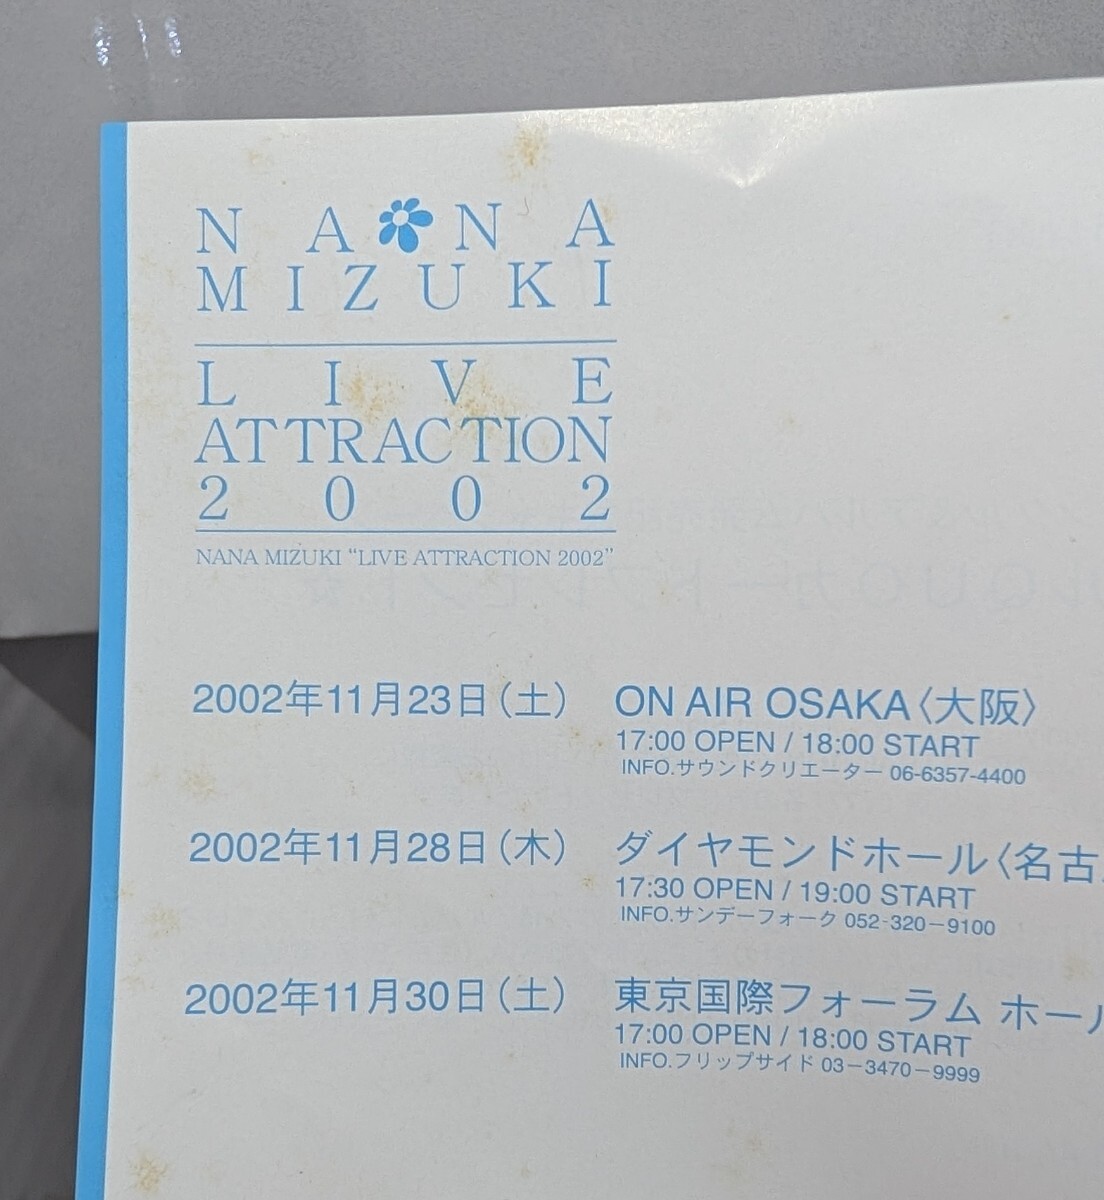 NANA
MIZUKI
LIVE
ATTRACTION
2002
NANA MIZUKI “LIVE ATTRACTION 2002”
2002年11月23日（土） ON AIR OSAKA〈大阪〉
17:00 OPEN / 18:00 START
INFO.サウンドクリエーター 06-6357-4400
2002年11月28日（木） ダイヤモンドホール〈名古
17:30 OPEN / 19:00 START
INFO.サンデーフォーク 052-320-9100
2002年11月30日（土） 東京国際フォーラム ホール
17:00 OPEN / 18:00 START
INFO.フリップサイド 03-3470-9999